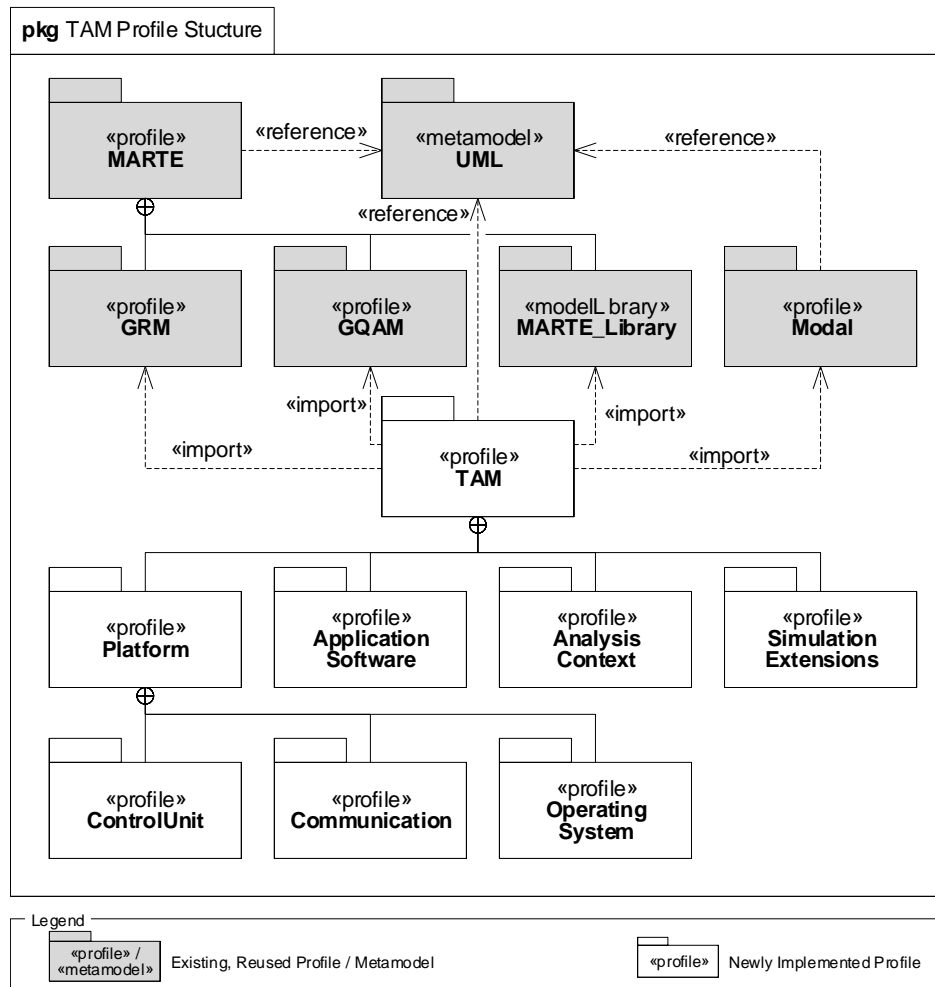 pkg TAM Profile Stucture
«profile»
MARTE
«reference»
«metamodel»
UML
«reference»
«reference»
«profile»
GRM
«profile»
GQAM
«modelL brary»
MARTE_Library
«profile»
Modal
«import»
«import»
«import»
«import»
«profile»
TAM
«profile»
Platform
«profile»
Application
Software
«profile»
Analysis
Context
«profile»
Simulation
Extensions
«profile»
ControlUnit
«profile»
Communication
«profile»
Operating
System
Legend
«profile» /
«metamodel»
Existing, Reused Profile / Metamodel
«profile»
Newly Implemented Profile